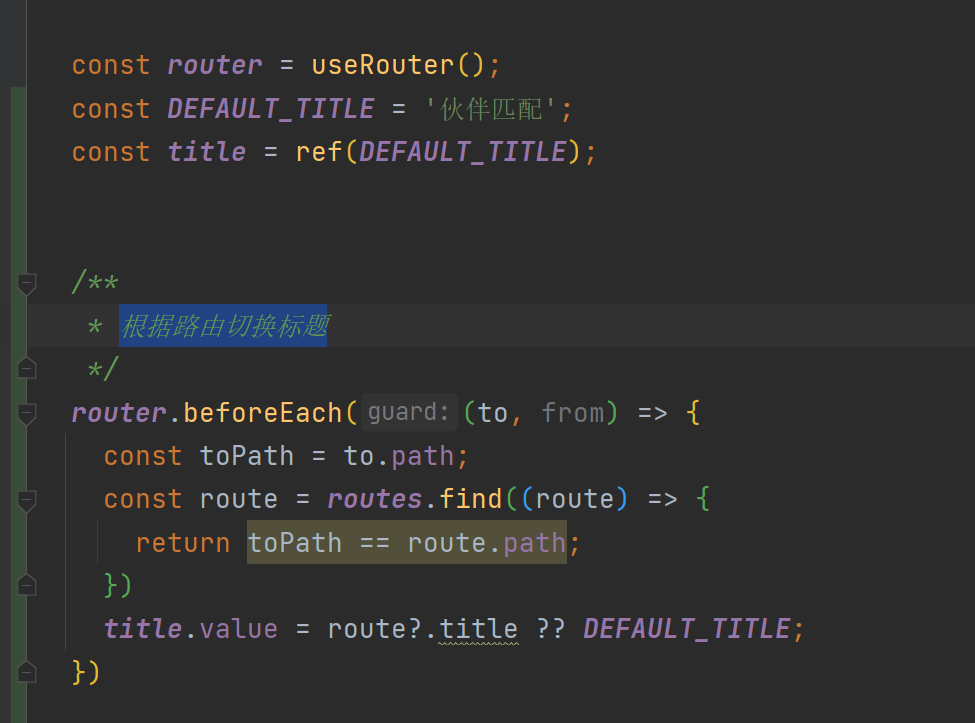 const router = useRouter();
const DEFAULT_TITLE = '伙伴匹配';
const title = ref(DEFAULT_TITLE);
/**
* 根据路由切换标题
*/
router.beforeEach( guard: (to, from) => {
const toPath = to.path;
const route = routes.find((route) => {
return toPath == route.path;
})
title.value = route?.title ?? DEFAULT_TITLE;
})